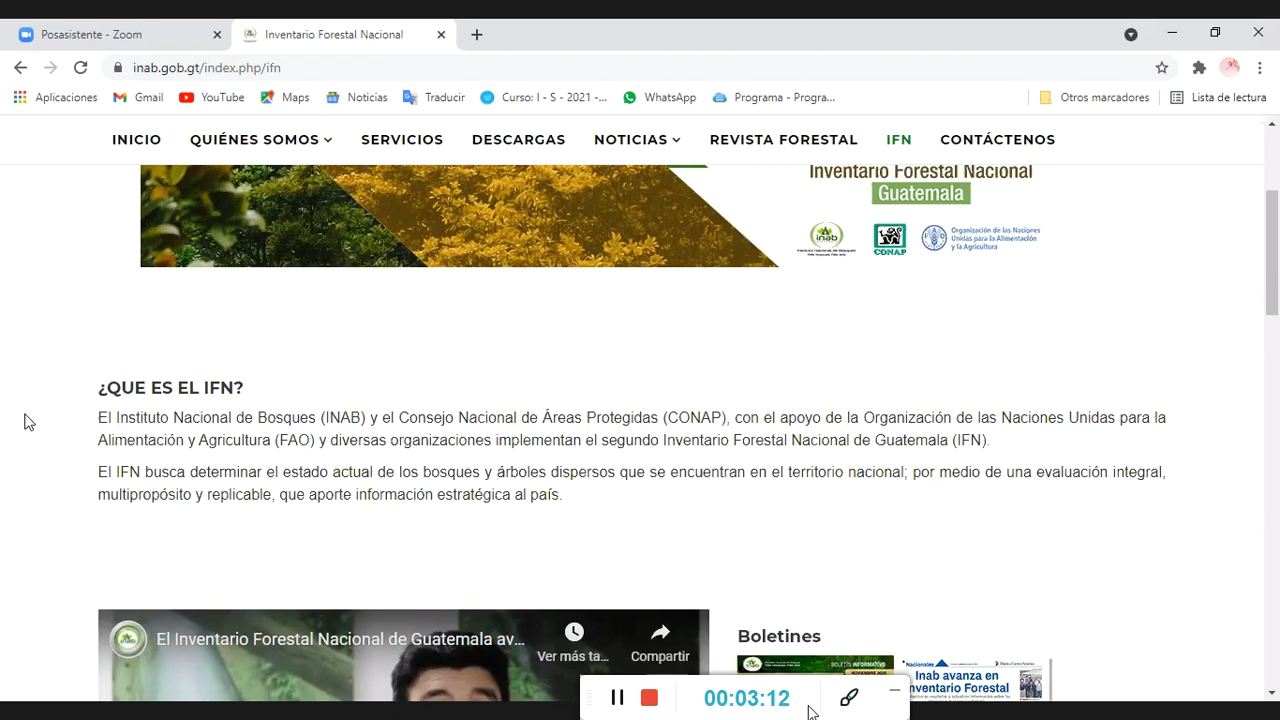 Posasistente - Zoom
Inventario Forestal Nacional
inab.gob.gt/index.php/ifn
Aplicaciones
Gmail
YouTube
Maps
Noticias
Traducir
Curso: I - S - 2021 -...
WhatsApp
Programa - Progra...
Otros marcadores
Lista de lectura
INICIO
QUIÉNES SOMOS
SERVICIOS
DESCARGAS
NOTICIAS
REVISTA FORESTAL
IFN
CONTÁCTENOS
Inventario Forestal Nacional
Guatemala
inab
CONAP
Organización de las Naciones
Unidas para la Alimentación
y la Agricultura
¿QUE ES EL IFN?
El Instituto Nacional de Bosques (INAB) y el Consejo Nacional de Áreas Protegidas (CONAP), con el apoyo de la Organización de las Naciones Unidas para la
Alimentación y Agricultura (FAO) y diversas organizaciones implementan el segundo Inventario Forestal Nacional de Guatemala (IFN).
El IFN busca determinar el estado actual de los bosques y árboles dispersos que se encuentran en el territorio nacional; por medio de una evaluación integral,
multipropósito y replicable, que aporte información estratégica al país.
El Inventario Forestal Nacional de Guatemala av...
Ver más ta...
Compartir
Boletines
BOLETÍN INFORMATIVO
Nacionales
Inab avanza en
Inventario Forestal
00:03:12